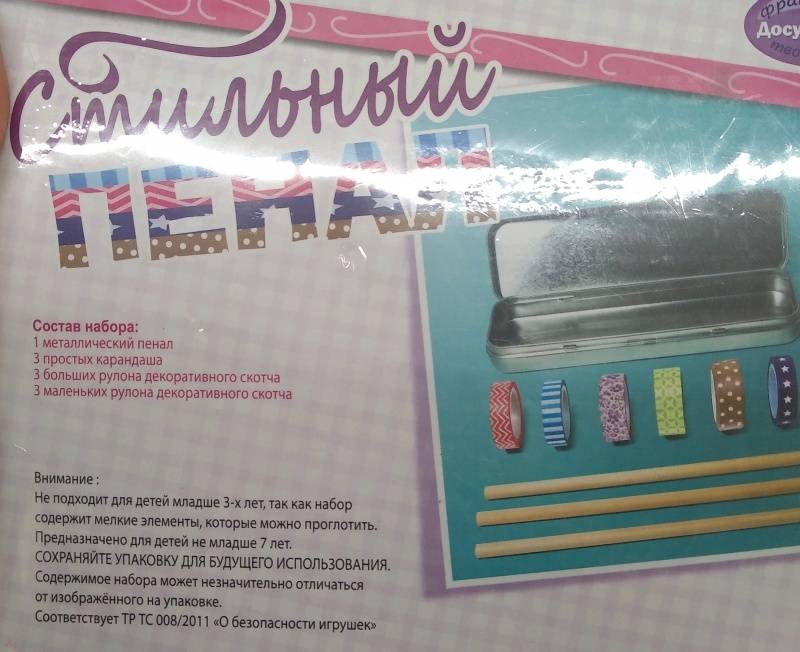 Досу
Стильный
ПЕНАЛ
Состав набора:
1 металлический пенал
3 простых карандаша
3 больших рулона декоративного скотча
3 маленьких рулона декоративного скотча
Внимание :
Не подходит для детей младше 3-х лет, так как набор
содержит мелкие элементы, которые можно проглотить.
Предназначено для детей не младше 7 лет.
СОХРАНЯЙТЕ УПАКОВКУ ДЛЯ БУДУЩЕГО ИСПОЛЬЗОВАНИЯ.
Содержимое набора может незначительно отличаться
от изображённого на упаковке.
Соответствует ТР ТС 008/2011 «О безопасности игрушек»